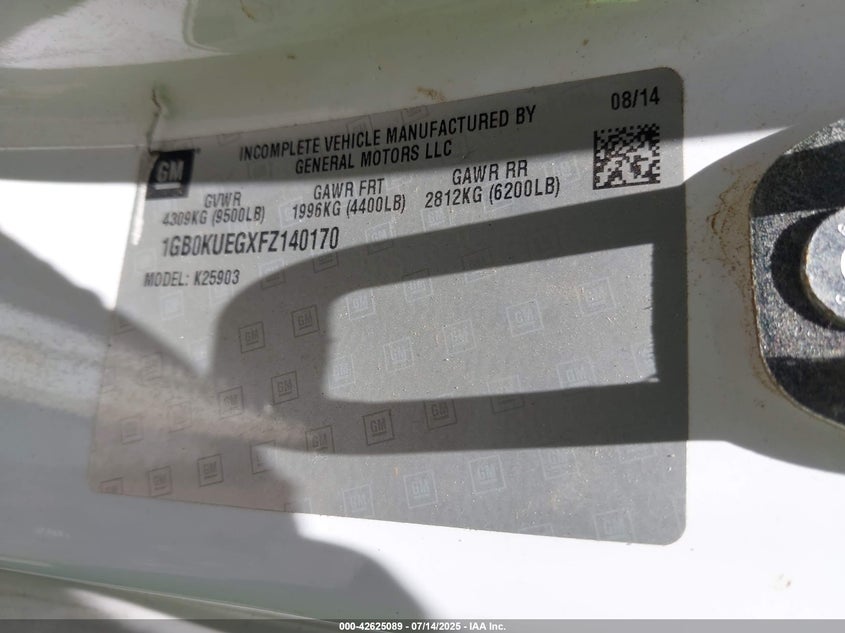 08/14
GM
INCOMPLETE VEHICLE MANUFACTURED BY
GENERAL MOTORS LLC
GVWR GAWR FRT GAWR RR
4309KG (9500LB) 1996KG (4400LB) 2812KG (6200LB)
1GB0KUEGXFZ140170
MODEL: K25903
000-42625089 - 07/14/2025 - IAA Inc.